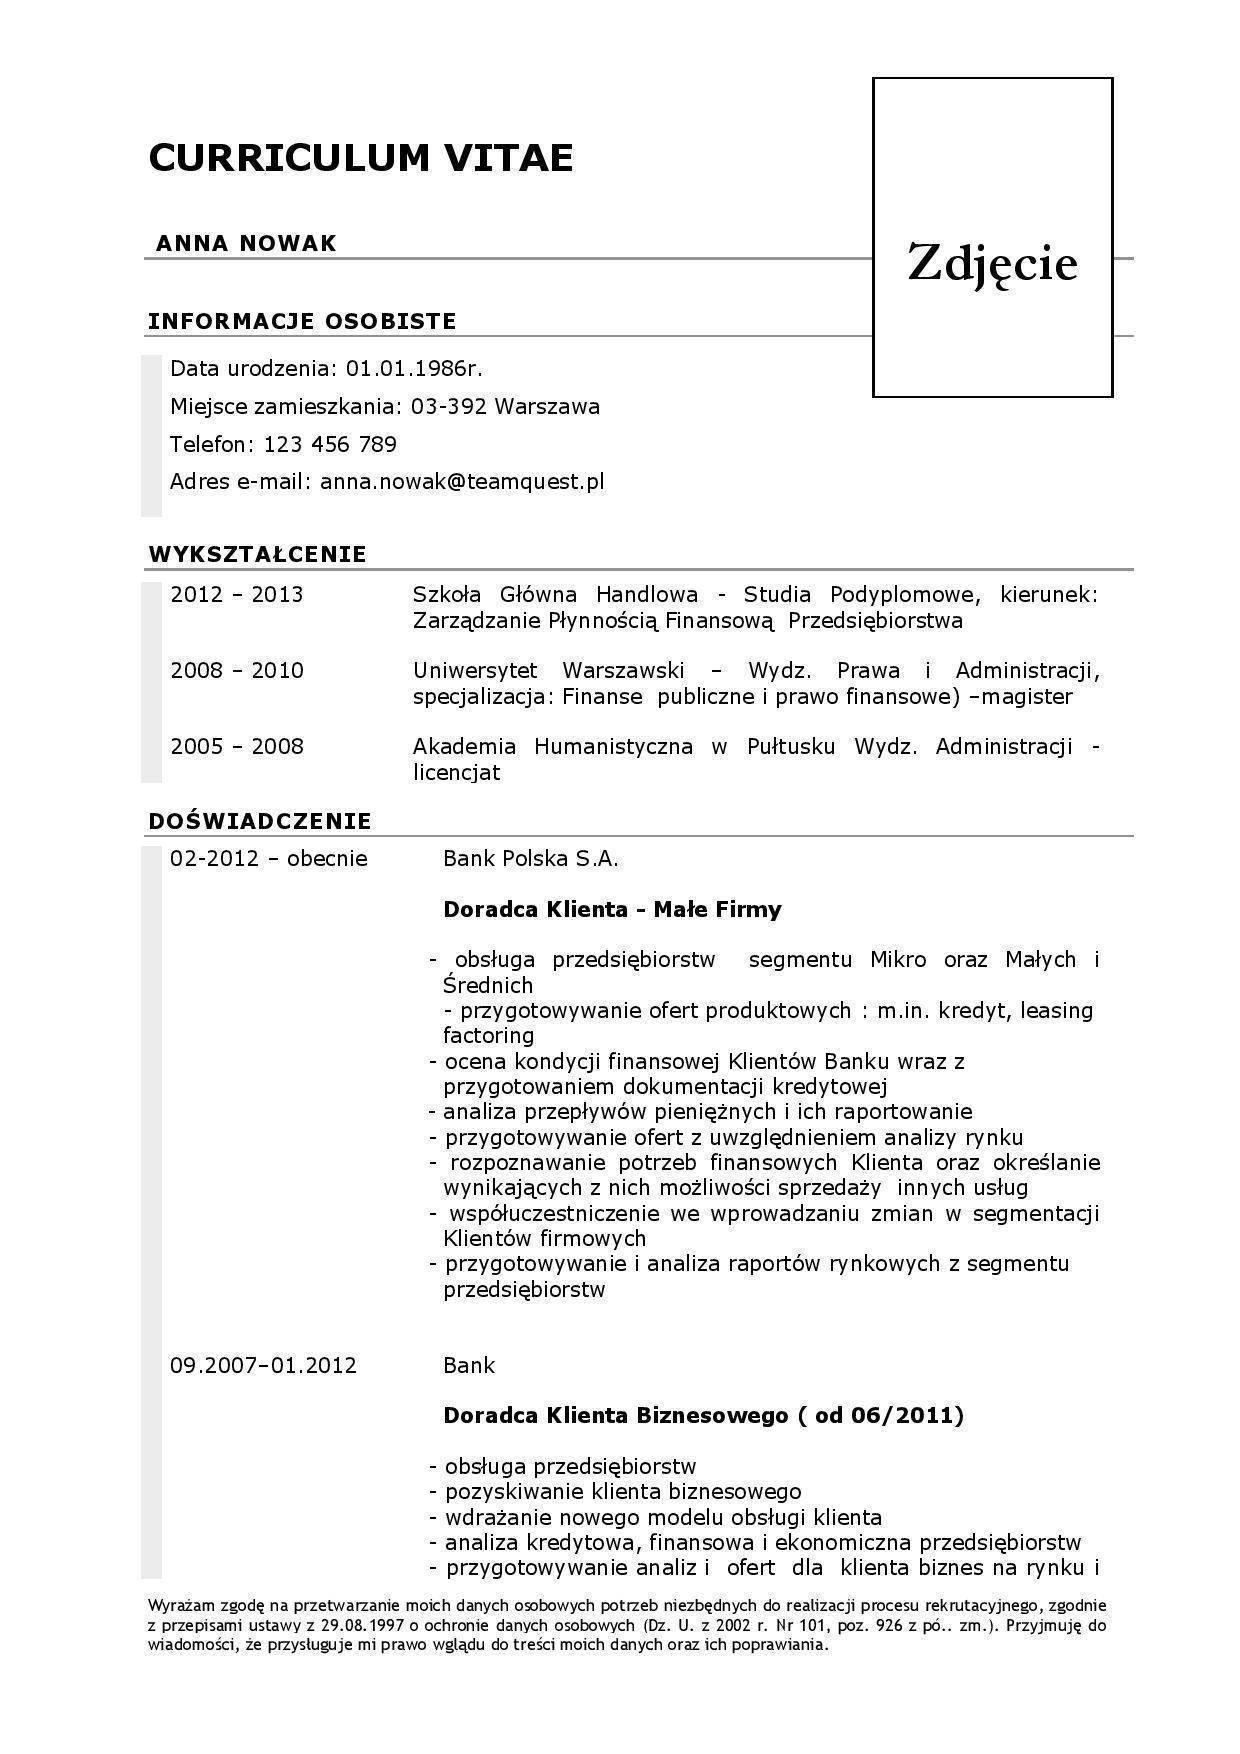 CURRICULUM VITAE
Zdjęcie
ANNA NOWAK
INFORMACJE OSOBISTE
Data urodzenia: 01.01.1986r.
Miejsce zamieszkania: 03-392 Warszawa
Telefon: 123 456 789
Adres e-mail: anna.nowak@teamquest.pl
WYKSZTAŁCENIE
2012 – 2013 Szkoła Główna Handlowa - Studia Podyplomowe, kierunek:
Zarządzanie Płynnością Finansową Przedsiębiorstwa
2008 – 2010 Uniwersytet Warszawski – Wydz. Prawa i Administracji,
specjalizacja: Finanse publiczne i prawo finansowe) –magister
2005 – 2008 Akademia Humanistyczna w Pułtusku Wydz. Administracji -
licencjat
DOŚWIADCZENIE
02-2012 – obecnie Bank Polska S.A.
Doradca Klienta - Małe Firmy
- obsługa przedsiębiorstw segmentu Mikro oraz Małych i
Średnich
- przygotowywanie ofert produktowych : m.in. kredyt, leasing
factoring
- ocena kondycji finansowej Klientów Banku wraz z
przygotowaniem dokumentacji kredytowej
- analiza przepływów pieniężnych i ich raportowanie
- przygotowywanie ofert z uwzględnieniem analizy rynku
- rozpoznawanie potrzeb finansowych Klienta oraz określanie
wynikających z nich możliwości sprzedaży innych usług
- współuczestniczenie we wprowadzaniu zmian w segmentacji
Klientów firmowych
- przygotowywanie i analiza raportów rynkowych z segmentu
przedsiębiorstw
09.2007–01.2012 Bank
Doradca Klienta Biznesowego ( od 06/2011)
- obsługa przedsiębiorstw
- pozyskiwanie klienta biznesowego
- wdrażanie nowego modelu obsługi klienta
- analiza kredytowa, finansowa i ekonomiczna przedsiębiorstw
- przygotowywanie analiz i ofert dla klienta biznes na rynku i
Wyrażam zgodę na przetwarzanie moich danych osobowych potrzeb niezbędnych do realizacji procesu rekrutacyjnego, zgodnie
z przepisami ustawy z 29.08.1997 o ochronie danych osobowych (Dz. U. z 2002 r. Nr 101, poz. 926 z pó.. zm.). Przyjmuję do
wiadomości, że przysługuje mi prawo wglądu do treści moich danych oraz ich poprawiania.